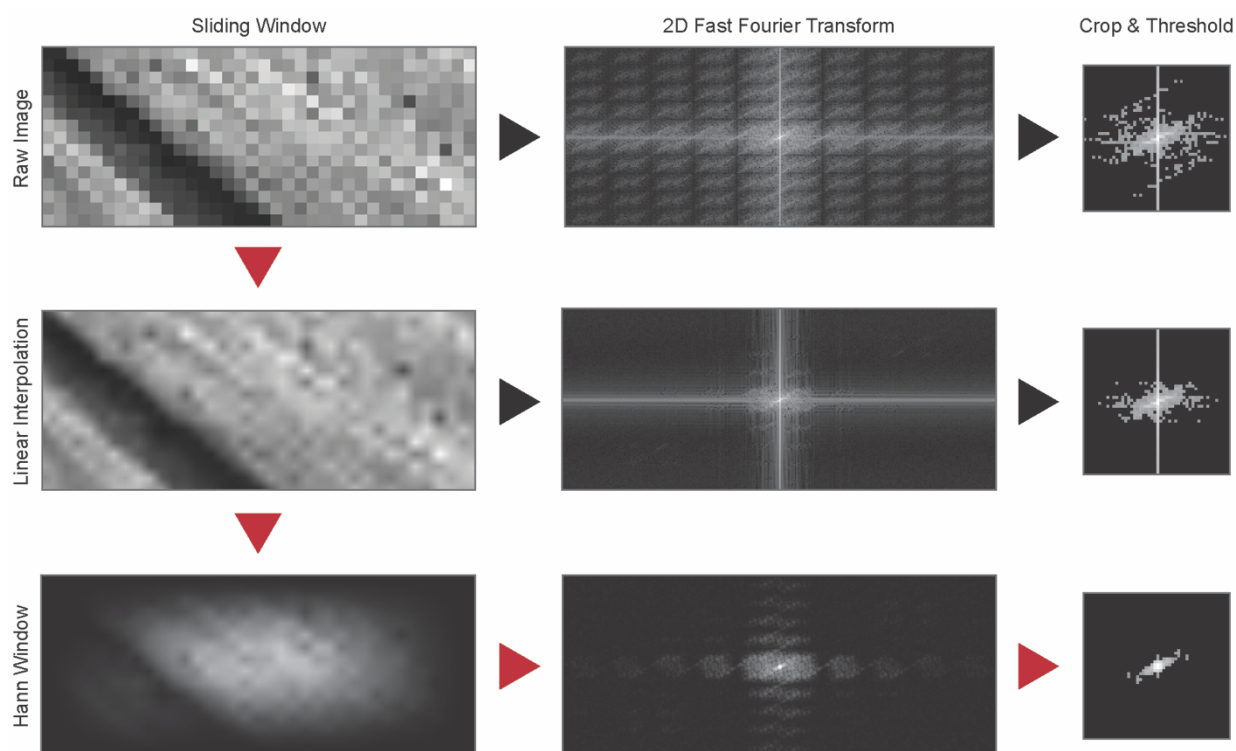 Sliding Window
2D Fast Fourier Transform
Crop & Threshold
Raw Image
Linear Interpolation
Hann Window